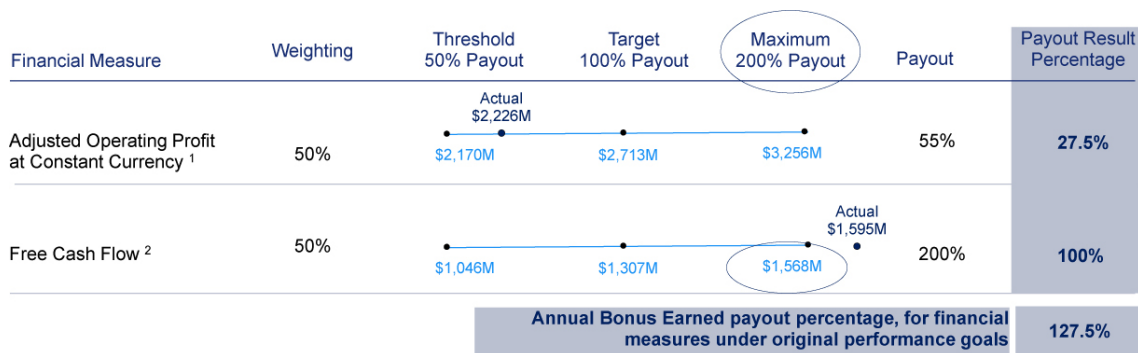 Financial Measure
Weighting
Threshold
50% Payout
Target
100% Payout
Maximum
200% Payout
Payout
Payout Result
Percentage
Adjusted Operating Profit
at Constant Currency 1
50%
Actual
$2,226M
$2,170M
$2,713M
$3,256M
55%
27.5%
Free Cash Flow 2
50%
$1,046M
$1,307M
$1,568M
Actual
$1,595M
200%
100%
Annual Bonus Earned payout percentage, for financial
measures under original performance goals
127.5%